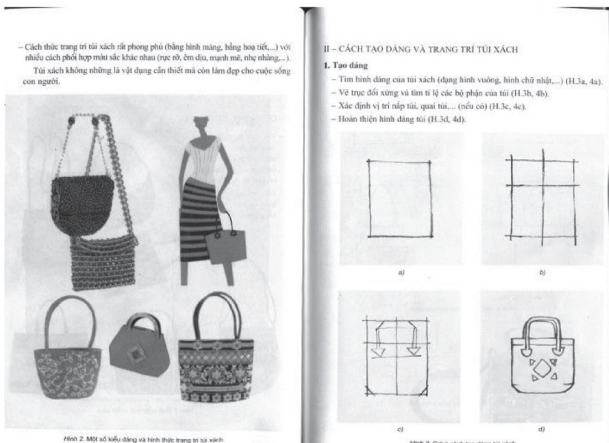 – Cách thức trang trí túi xách rất phong phú (bằng hình mảng, bằng hoạ tiết,...) với
nhiều cách phối hợp màu sắc khác nhau (rực rỡ, êm dịu, mạnh mẽ, nhẹ nhàng,...).
Túi xách không những là vật dụng cần thiết mà còn làm đẹp cho cuộc sống
con người.
Hình 2. Một số kiểu dáng và hình thức trang trí túi xách
II – CÁCH TẠO DÁNG VÀ TRANG TRÍ TÚI XÁCH
1. Tạo dáng
– Tìm hình dáng của túi xách (dạng hình vuông, hình chữ nhật,...) (H.3a, 4a).
– Vẽ trục đối xứng và tìm tỉ lệ các bộ phận của túi (H.3b, 4b).
– Xác định vị trí nắp túi, quai túi,... (nếu có) (H.3c, 4c).
– Hoàn thiện hình dáng túi (H.3d, 4d).
a)
b)
c)
d)